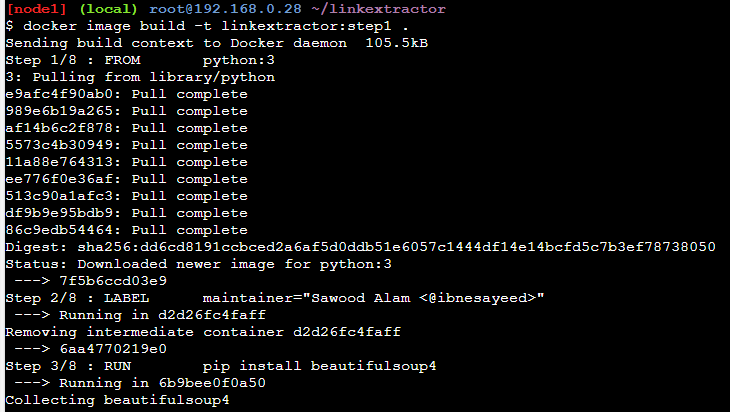 [node1] (local) root@192.168.0.28 ~/linkextractor
$ docker image build -t linkextractor:step1 .
Sending build context to Docker daemon  105.5kB
Step 1/8 : FROM       python:3
3: Pulling from library/python
e9afc4f90ab0: Pull complete
989e6b19a265: Pull complete
af14b6c2f878: Pull complete
5573c4b30949: Pull complete
11a88e764313: Pull complete
ee776f0e36af: Pull complete
513c90a1afc3: Pull complete
df9b9e95bdb9: Pull complete
86c9edb54464: Pull complete
Digest: sha256:dd6cd8191ccbced2a6af5d0ddb51e6057c1444df14e14bcfd5c7b3ef78738050
Status: Downloaded newer image for python:3
 ---> 7f5b6ccd03e9
Step 2/8 : LABEL      maintainer="Sawood Alam <@ibnesayeed>"
 ---> Running in d2d26fc4faff
Removing intermediate container d2d26fc4faff
 ---> 6aa4770219e0
Step 3/8 : RUN        pip install beautifulsoup4
 ---> Running in 6b9bee0f0a50
Collecting beautifulsoup4